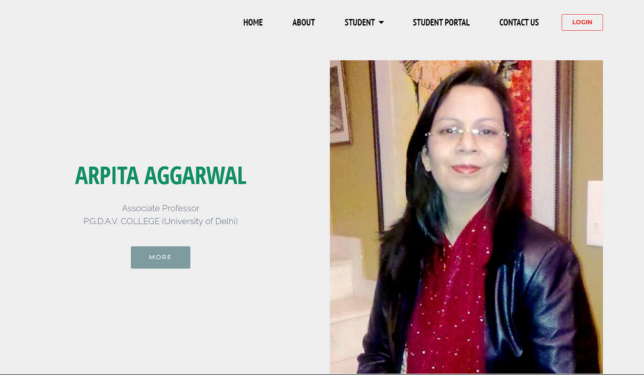 HOME ABOUT STUDENT STUDENT PORTAL CONTACT US LOGIN
ARPITA AGGARWAL
Associate Professor
P.G.D.A.V. COLLEGE (University of Delhi)
MORE